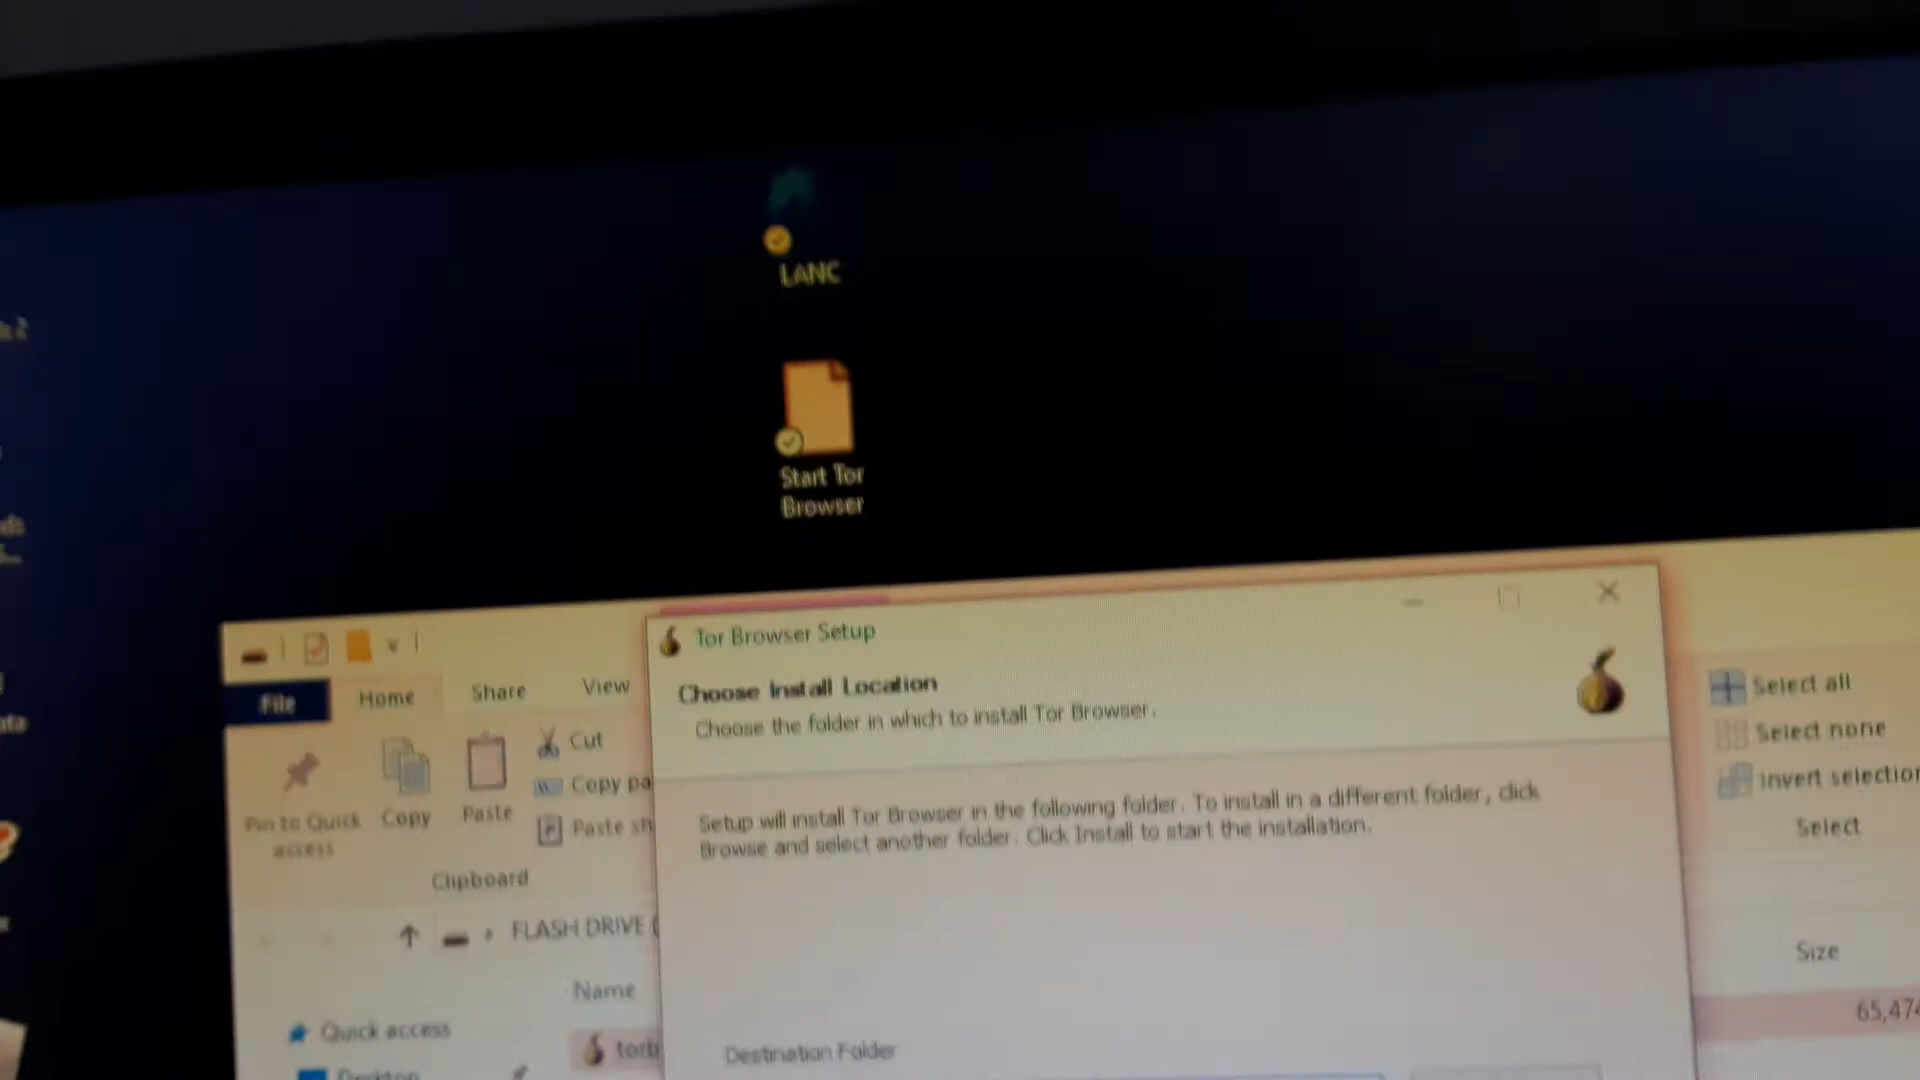 LANC
Start Tor
Browser
Tor Browser Setup
File
Home
Share
View
Choose Install Location
Choose the folder in which to install Tor Browser.
Cut
Copy pa
Paste sh
Pin to Quick
access
Copy
Paste
Clipboard
Select all
Select none
Invert selection
Select
Setup will install Tor Browser in the following folder. To install in a different folder, click
Browse and select another folder. Click Install to start the installation.
FLASH DRIVE (
Name
Size
Quick access
torb
65,474
Desktop
Destination Folder